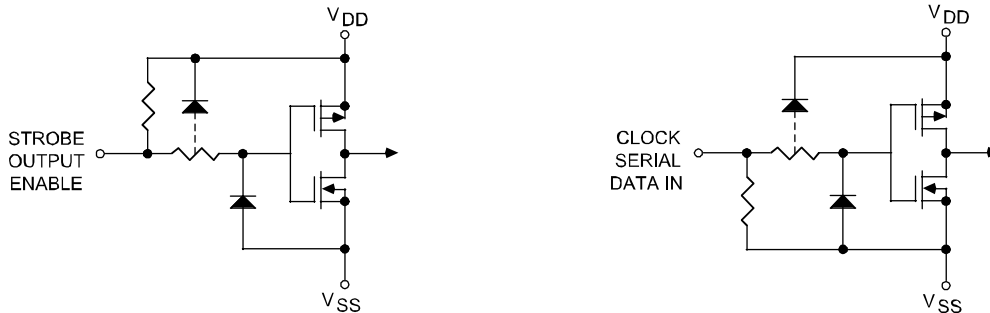 VDD
STROBE
OUTPUT
ENABLE
VSS
VDD
CLOCK
SERIAL
DATA IN
VSS